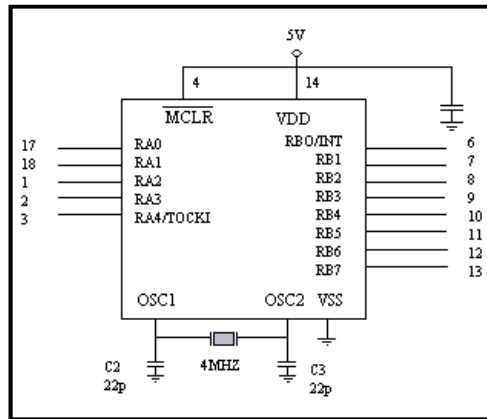 5V
4 14
MCLR VDD
17 RA0 RB0/INT 6
18 RA1 RB1 7
1 RA2 RB2 8
2 RA3 RB3 9
3 RA4/TOCKI RB4 10
RB5 11
RB6 12
RB7 13
OSC1 OSC2 VSS
C2 4MHZ C3
22p 22p